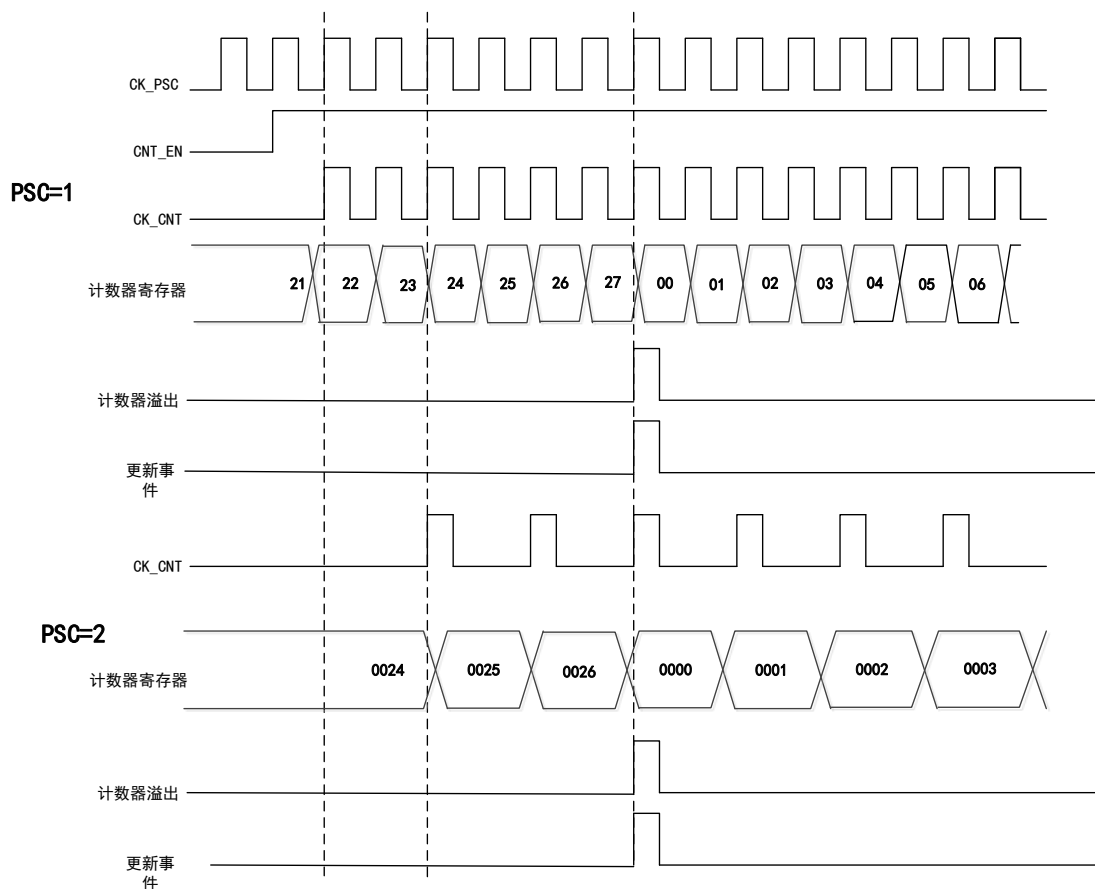 CK_PSC
CNT_EN
PSC=1
CK_CNT
计数器寄存器
21 22 23 24 25 26 27 00 01 02 03 04 05 06
计数器溢出
更新事
件
CK_CNT
PSC=2
计数器寄存器
0024 0025 0026 0000 0001 0002 0003
计数器溢出
更新事
件